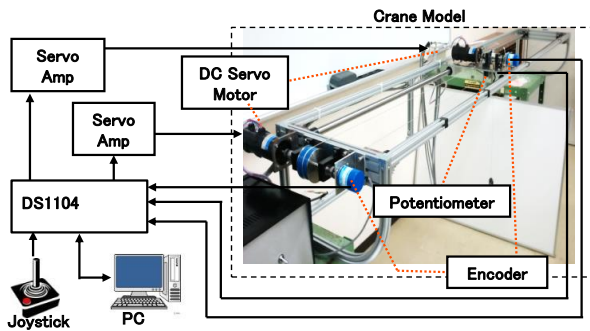 Crane Model
Servo
Amp
DC Servo
Motor
Servo
Amp
DS1104
Potentiometer
Encoder
Joystick
PC